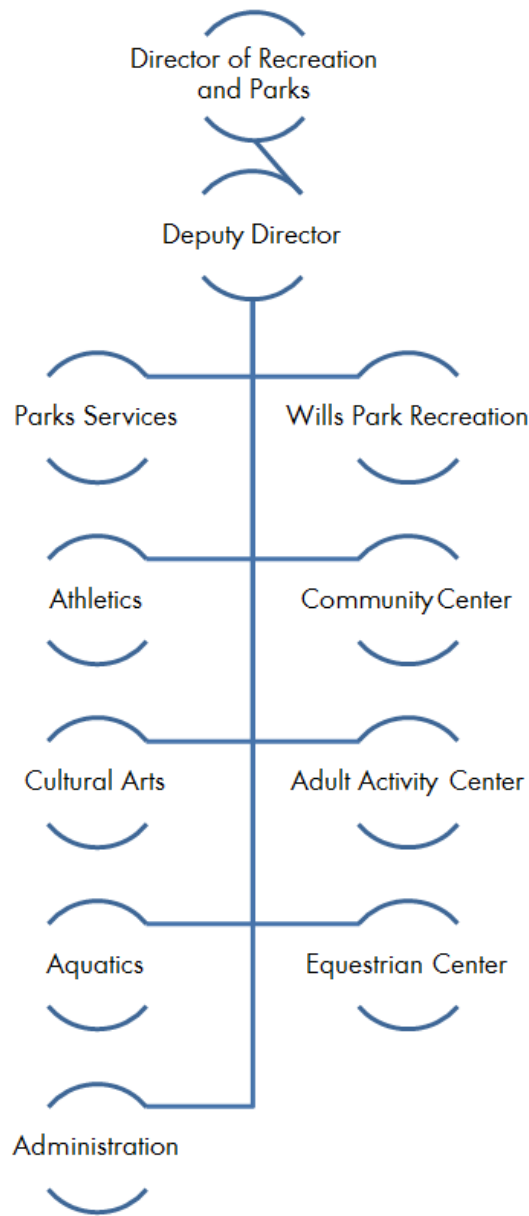 Director of Recreation
and Parks
Deputy Director
Parks Services
Wills Park Recreation
Athletics
Community Center
Cultural Arts
Adult Activity Center
Aquatics
Equestrian Center
Administration